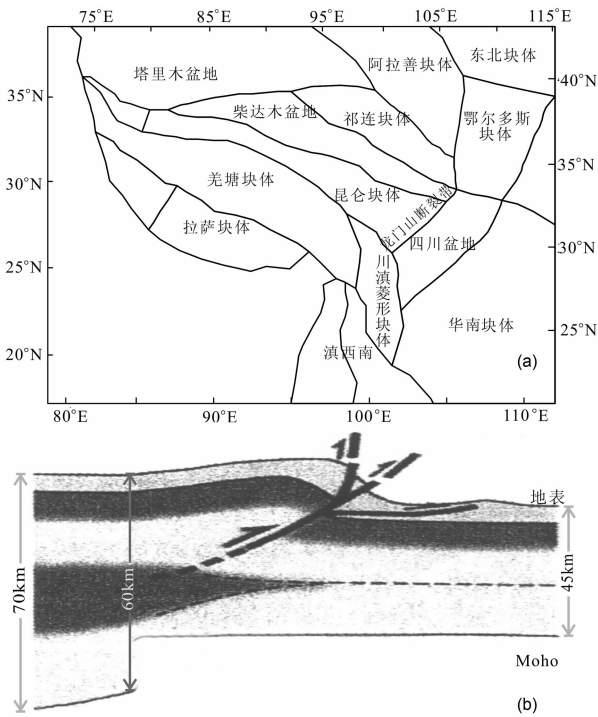 75°E 85°E 95°E 105°E 115°E
塔里木盆地
阿拉善块体
东北块体
40°N
35°N
柴达木盆地
祁连块体
鄂尔多斯
块体
35°N
30°N
羌塘块体
昆仑块体
龙门山断裂带
拉萨块体
四川盆地
30°N
25°N
川滇菱形块体
华南块体
25°N
20°N
滇西南
(a)
80°E 90°E 100°E 110°E
地表
70km
60km
45km
Moho
(b)